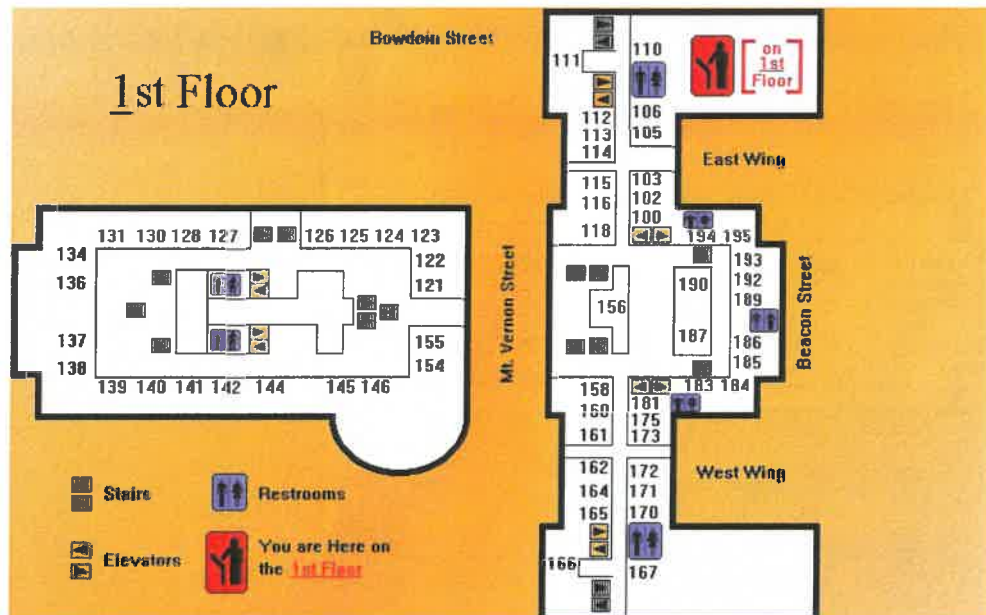 Bowdoin Street
1st Floor
110
111
on
1st
Floor
112
106
113
105
114
East Wing
115
103
116
102
100
118
194 195
131 130 128 127
126 125 124 123
134
122
193
136
121
190
192
189
156
Mt. Vernon Street
Beacon Street
137
155
187
186
138
154
185
139 140 141 142 144
145 146
158
183 184
181
160
175
161
173
West Wing
162
172
164
171
165
170
166
167
Stairs
Restrooms
Elevators
You are Here on
the 1st Floor